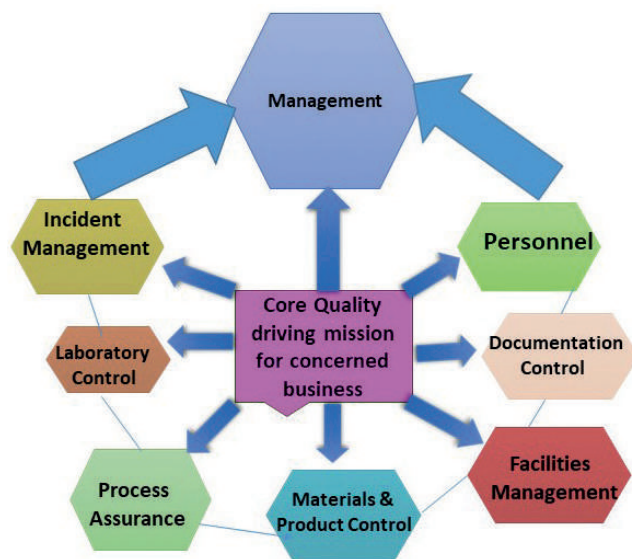 Management
Incident
Management
Personnel
Core Quality
driving mission
for concerned
business
Laboratory
Control
Documentation
Control
Process
Assurance
Materials &
Product Control
Facilities
Management